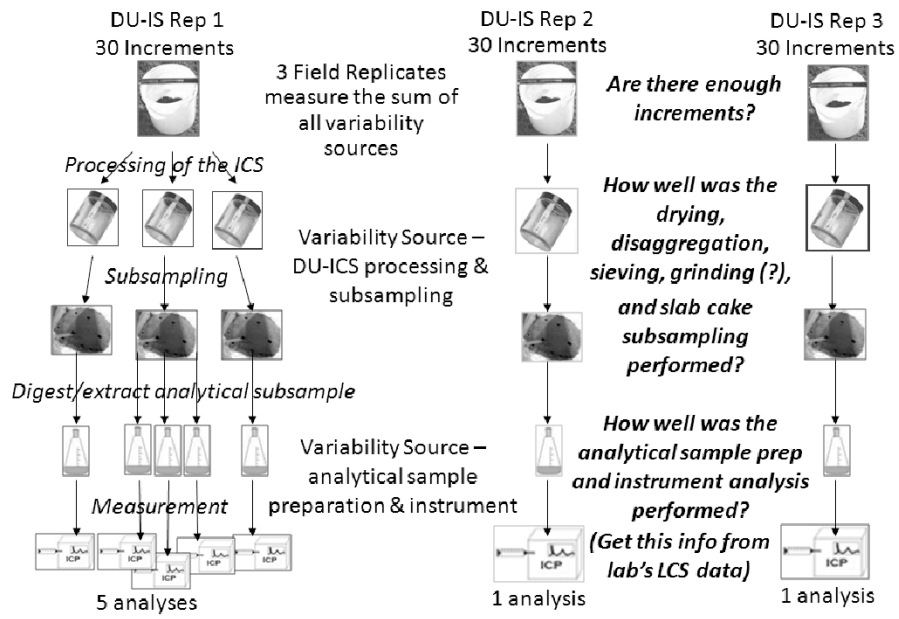 DU-IS Rep 1
30 Increments
DU-IS Rep 2
30 Increments
DU-IS Rep 3
30 Increments
3 Field Replicates
measure the sum of
all variability
sources
Are there enough
increments?
Processing of the ICS
How well was the
drying,
disaggregation,
sieving, grinding (?),
and slab cake
subsampling
performed?
Variability Source –
DU-ICS processing &
subsampling
Subsampling
Digest/extract analytical subsample
Variability Source –
analytical sample
preparation & instrument
How well was the
analytical sample prep
and instrument analysis
performed?
(Get this info from
lab's LCS data)
Measurement
ICP
ICP
ICP
ICP
ICP
ICP
ICP
5 analyses
1 analysis
1 analysis